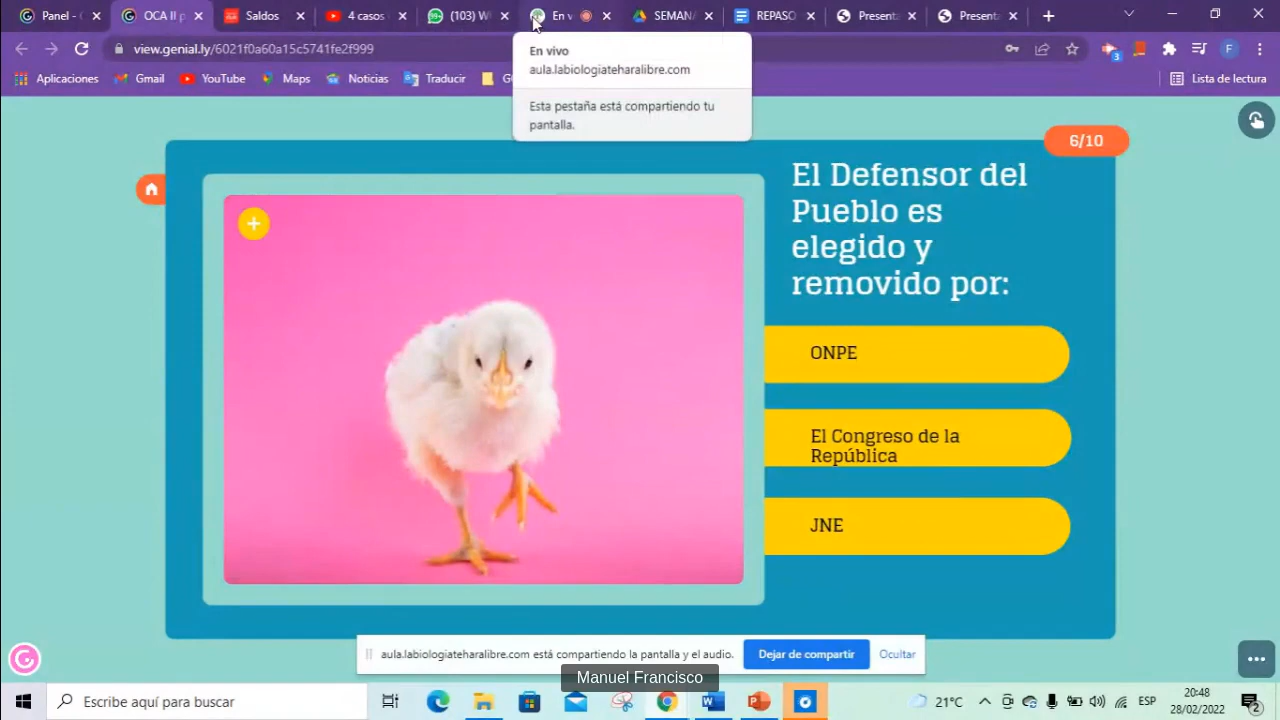 Panel - G
OCA II p
Saldos
4 casos
(103) W
En v
SEMANA
REPASO
Presenta
Present
view.genial.ly/6021f0a60a15c5741fe2f999
Aplicaciones
Gmail
YouTube
Maps
Noticias
Traducir
Lista de lectura
En vivo
aula.labiologiateharalibre.com
Esta pestaña está compartiendo tu
pantalla.
6/10
El Defensor del
Pueblo es
elegido y
removido por:
ONPE
El Congreso de la
República
JNE
aula.labiologiateharalibre.com está compartiendo la pantalla y el audio.
Dejar de compartir
Ocultar
Manuel Francisco
Escribe aquí para buscar
21°C
ESP
20:48
28/02/2022
2